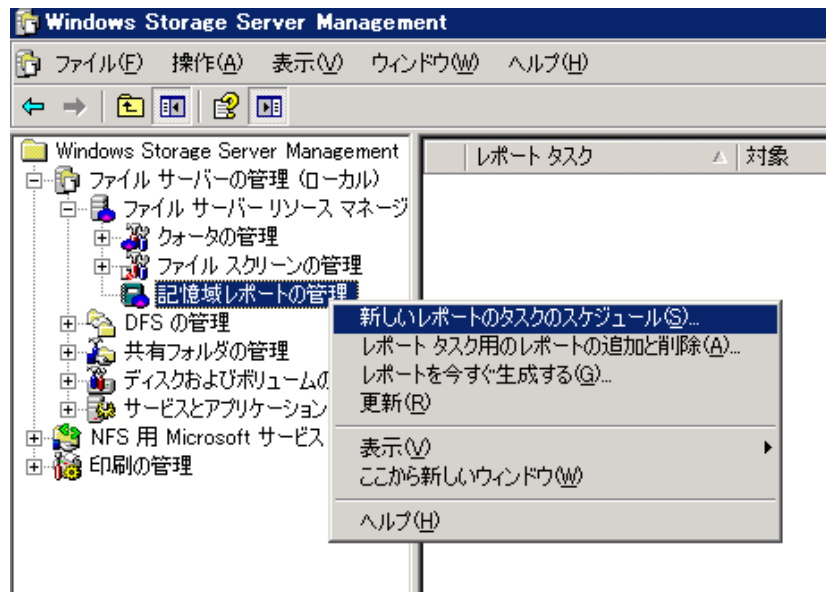 Windows Storage Server Management
ファイル(F) 操作(A) 表示(V) ウィンドウ(W) ヘルプ(H)
Windows Storage Server Management
ファイル サーバーの管理 (ローカル)
ファイル サーバー リソース マネージ
クォータの管理
ファイル スクリーンの管理
記憶域レポートの管理
DFS の管理
共有フォルダの管理
ディスクおよびボリュームの
サービスとアプリケーション
NFS 用 Microsoft サービス
印刷の管理
レポート タスク 対象
新しいレポートのタスクのスケジュール(S)...
レポート タスク用のレポートの追加と削除(A)...
レポートを今すぐ生成する(G)...
更新(R)
表示(V)
ここから新しいウィンドウ(W)
ヘルプ(H)